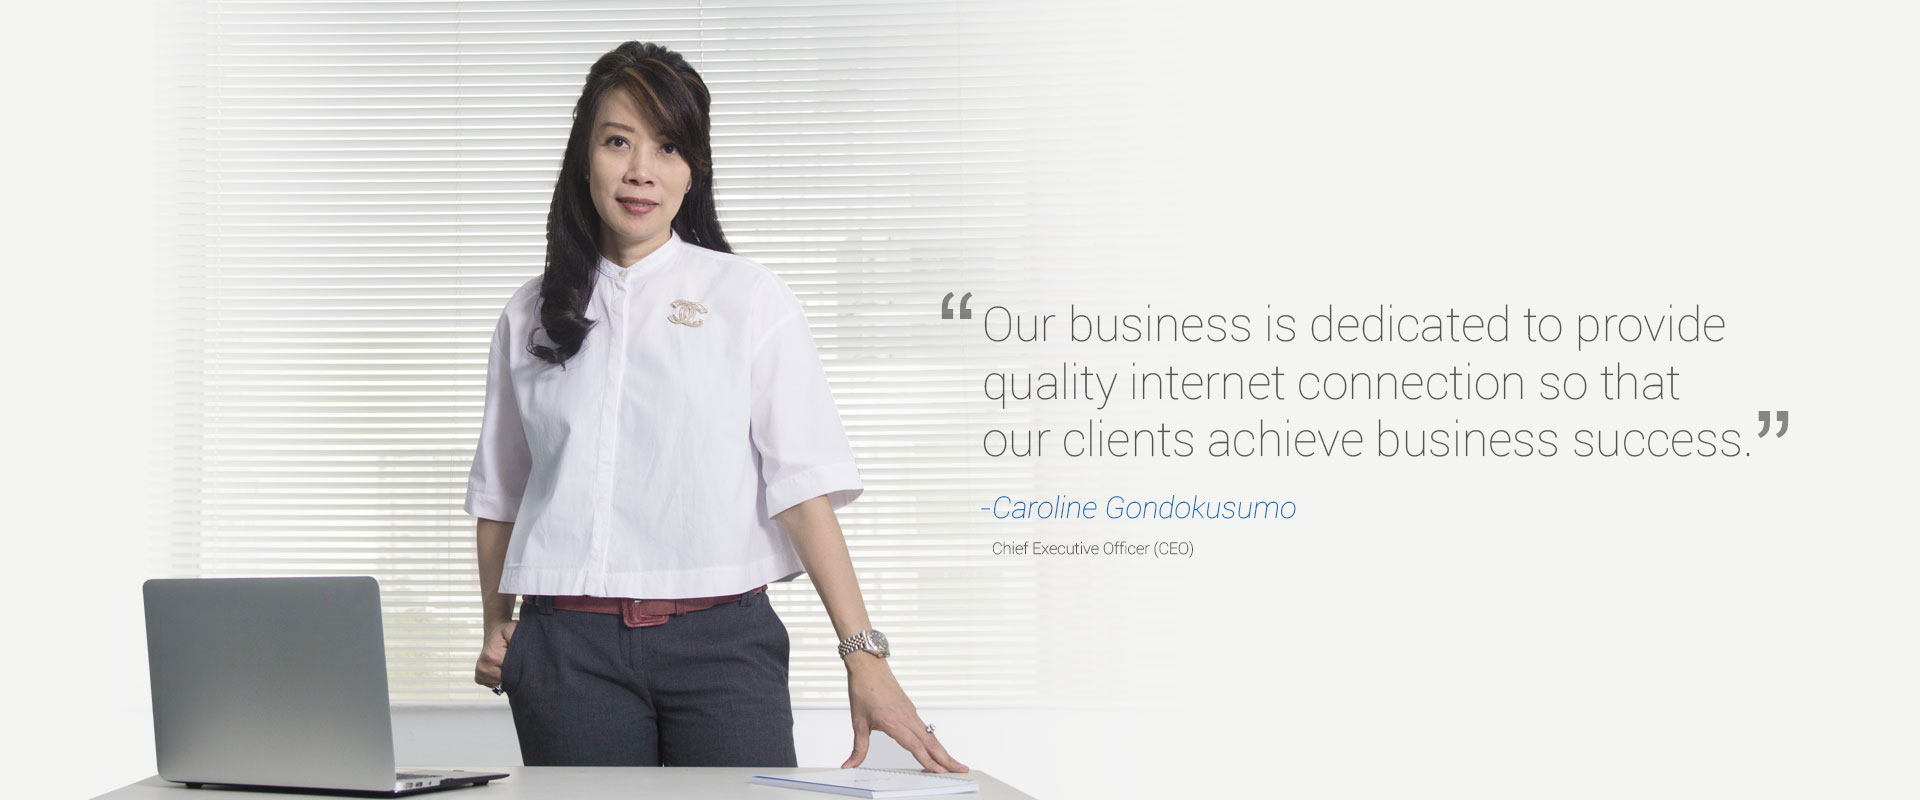 “Our business is dedicated to provide
quality internet connection so that
our clients achieve business success.”
-Caroline Gondokusumo
Chief Executive Officer (CEO)